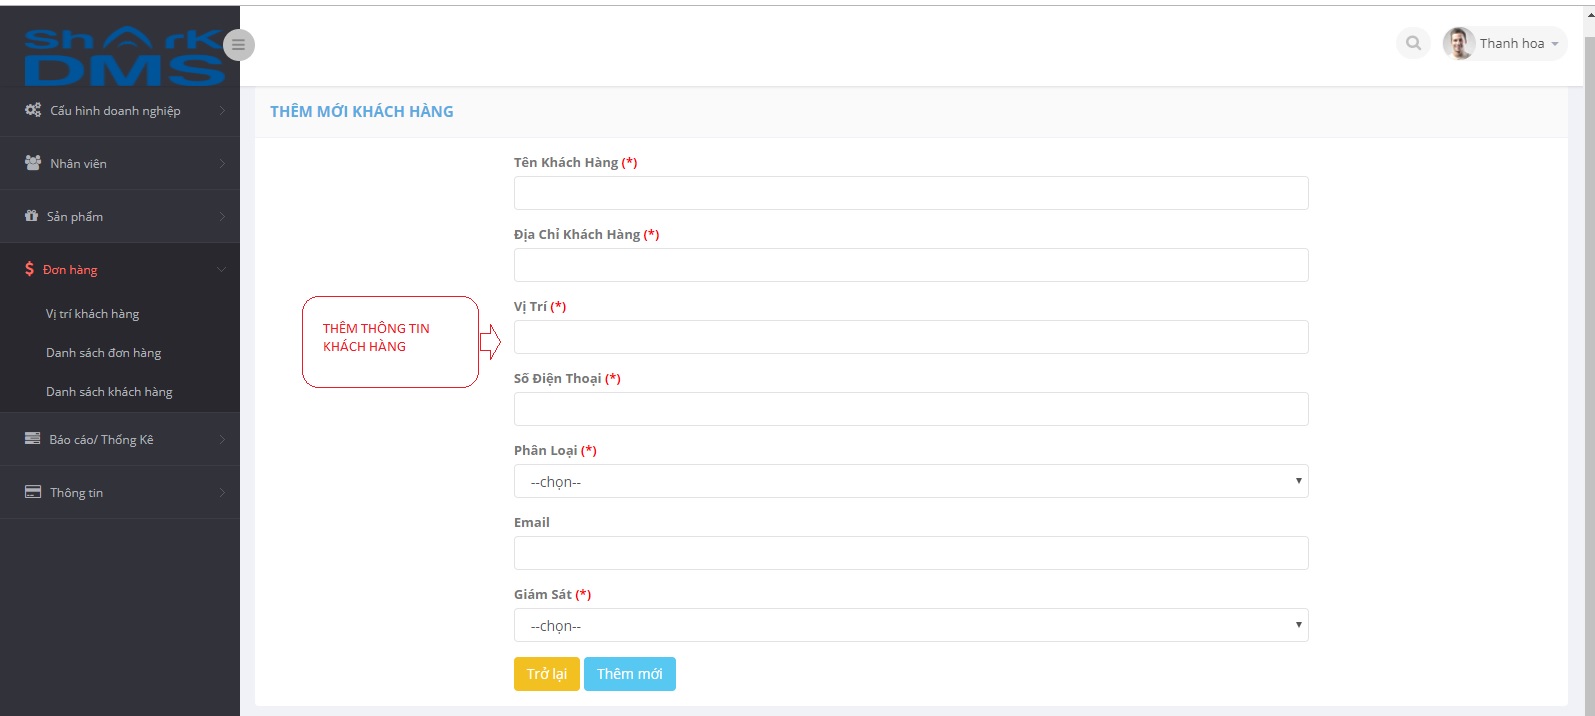 Shark
DMS
Thanh hoa
Cấu hình doanh nghiệp
Nhân viên
Sản phẩm
Đơn hàng
Vị trí khách hàng
Danh sách đơn hàng
Danh sách khách hàng
Báo cáo/ Thống Kê
Thông tin
THÊM MỚI KHÁCH HÀNG
Tên Khách Hàng (*)
Địa Chỉ Khách Hàng (*)
Vị Trí (*)
THÊM THÔNG TIN
KHÁCH HÀNG
Số Điện Thoại (*)
Phân Loại (*)
--chọn--
Email
Giám Sát (*)
--chọn--
Trở lại
Thêm mới